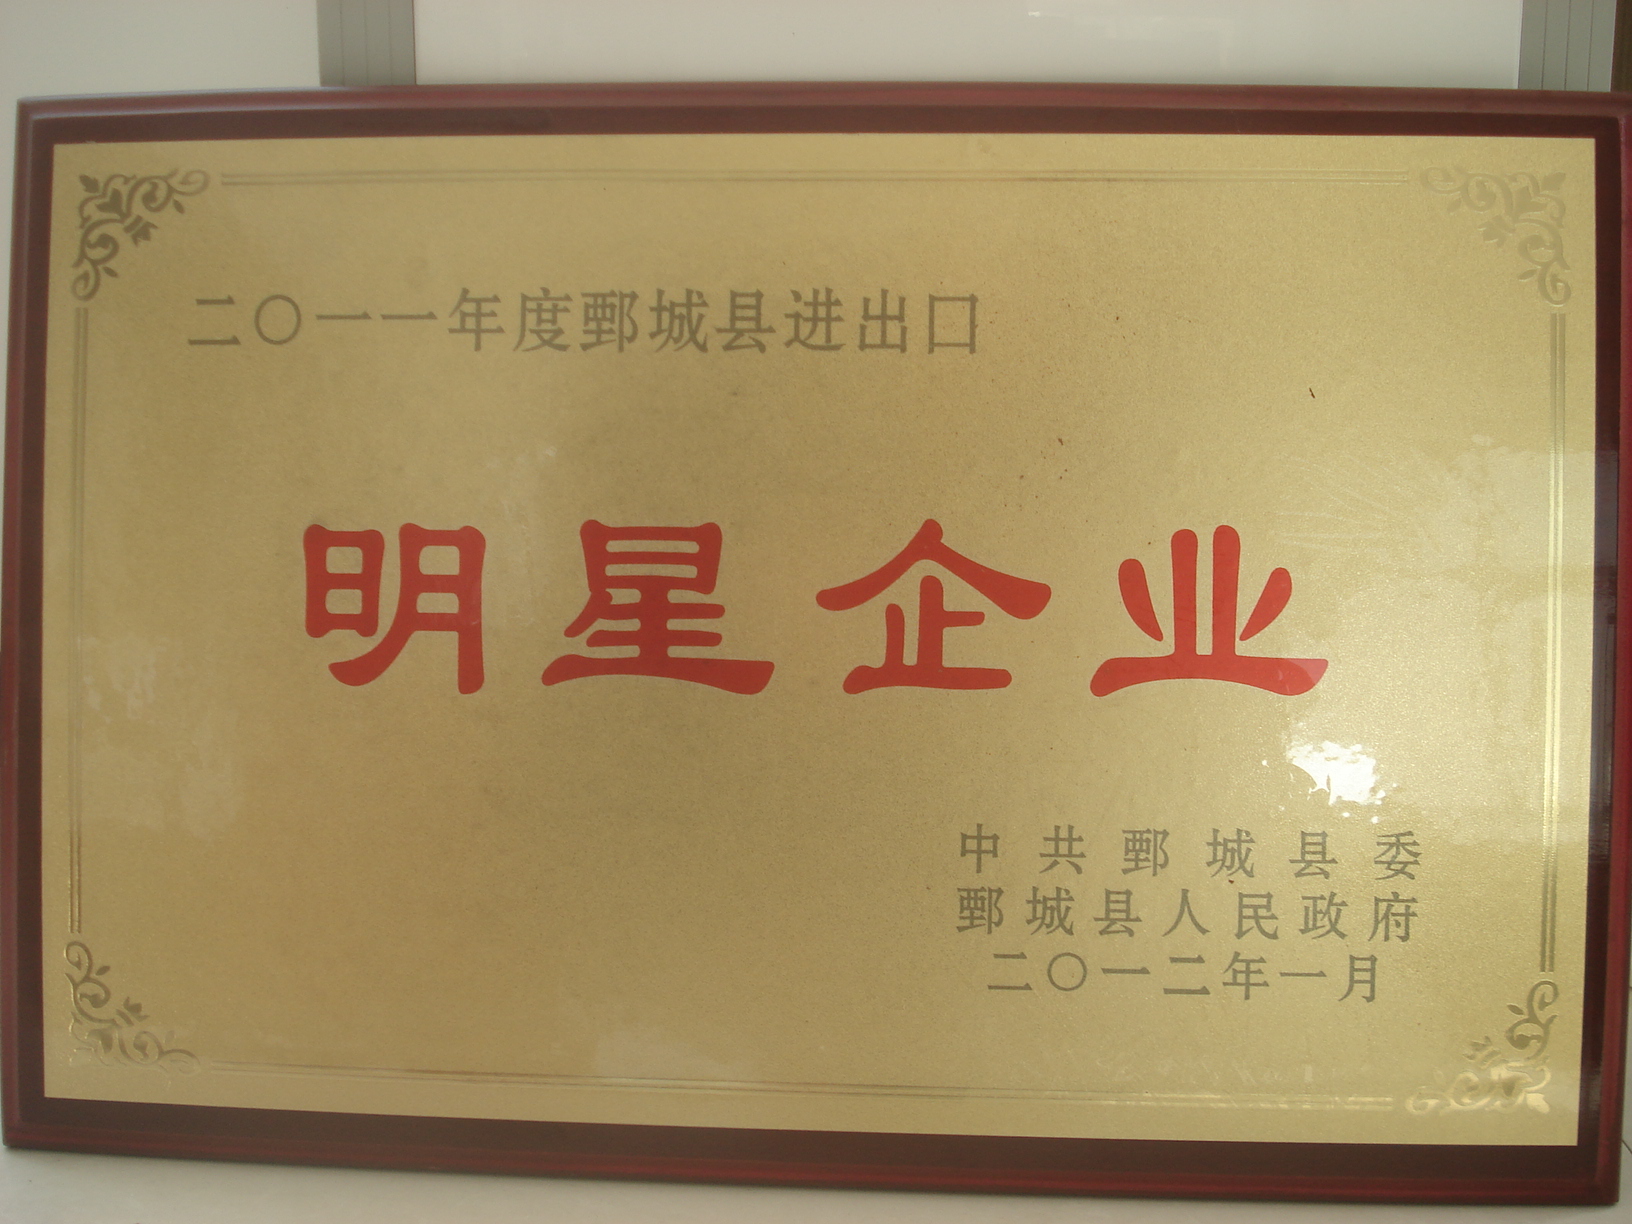 二〇一一年度鄄城县进出口
明星企业
中共鄄城县委
鄄城县人民政府
二〇一二年一月